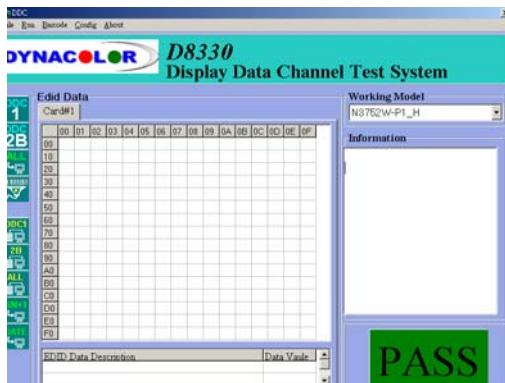 DDC
Run Barcode Config About
DYNACOLOR
D8330
Display Data Channel Test System
Edid Data
Card#1
Working Model
N3752W-P1_H
Information
00 01 02 03 04 05 06 07 08 09 0A 0B 0C 0D 0E 0F
00
10
20
30
40
50
60
70
80
90
A0
B0
C0
D0
E0
F0
DDC
1
DDC
2B
ALL
DDC1
2B
ALL
EDID Data Description Data Vaule
PASS